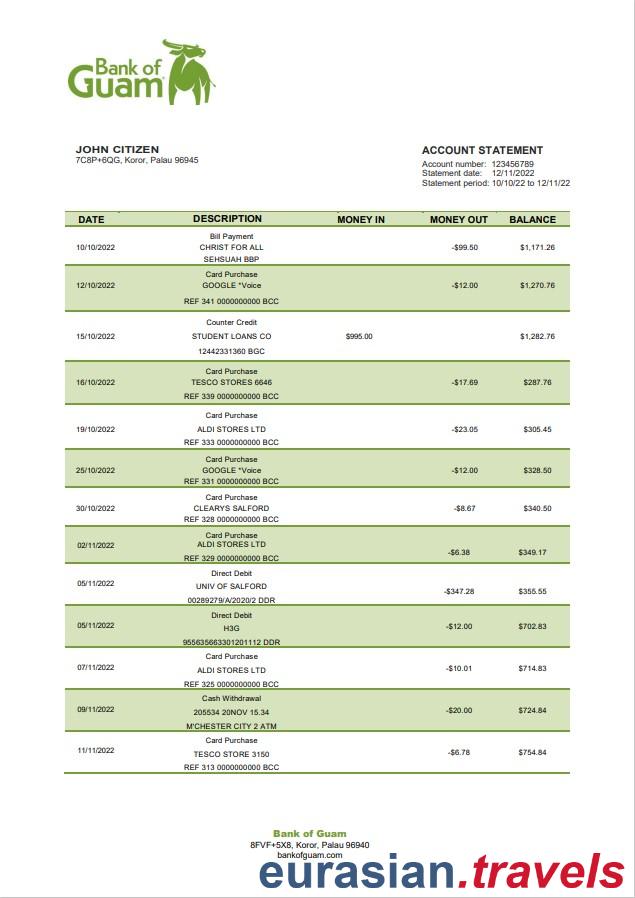 Bank of
Guam
JOHN CITIZEN
7C8P+6QG, Koror, Palau 96945
ACCOUNT STATEMENT
Account number: 123456789
Statement date: 12/11/2022
Statement period: 10/10/22 to 12/11/22
DATE DESCRIPTION MONEY IN MONEY OUT BALANCE
Bill Payment
10/10/2022 CHRIST FOR ALL -$99.50 $1,171.26
SEHSUAH BBP
Card Purchase
12/10/2022 GOOGLE *Voice -$12.00 $1,270.76
REF 341 0000000000 BCC
Counter Credit
15/10/2022 STUDENT LOANS CO $995.00 $1,282.76
12442331360 BGC
Card Purchase
16/10/2022 TESCO STORES 6646 -$17.69 $287.76
REF 339 0000000000 BCC
Card Purchase
19/10/2022 ALDI STORES LTD -$23.05 $305.45
REF 333 0000000000 BCC
Card Purchase
25/10/2022 GOOGLE *Voice -$12.00 $328.50
REF 331 0000000000 BCC
Card Purchase
30/10/2022 CLEARYS SALFORD -$8.67 $340.50
REF 328 0000000000 BCC
Card Purchase
02/11/2022 ALDI STORES LTD -$6.38 $349.17
REF 329 0000000000 BCC
Direct Debit
05/11/2022 UNIV OF SALFORD -$347.28 $355.55
00289279/A/2020/2 DDR
Direct Debit
05/11/2022 H3G -$12.00 $702.83
955635663301201112 DDR
Card Purchase
07/11/2022 ALDI STORES LTD -$10.01 $714.83
REF 325 0000000000 BCC
Cash Withdrawal
09/11/2022 205534 20NOV 15.34 -$20.00 $724.84
M'CHESTER CITY 2 ATM
Card Purchase
11/11/2022 TESCO STORE 3150 -$6.78 $754.84
REF 313 0000000000 BCC
Bank of Guam
8FVF+5X8, Koror, Palau 96940
bankofguam.com
eurasian.travels